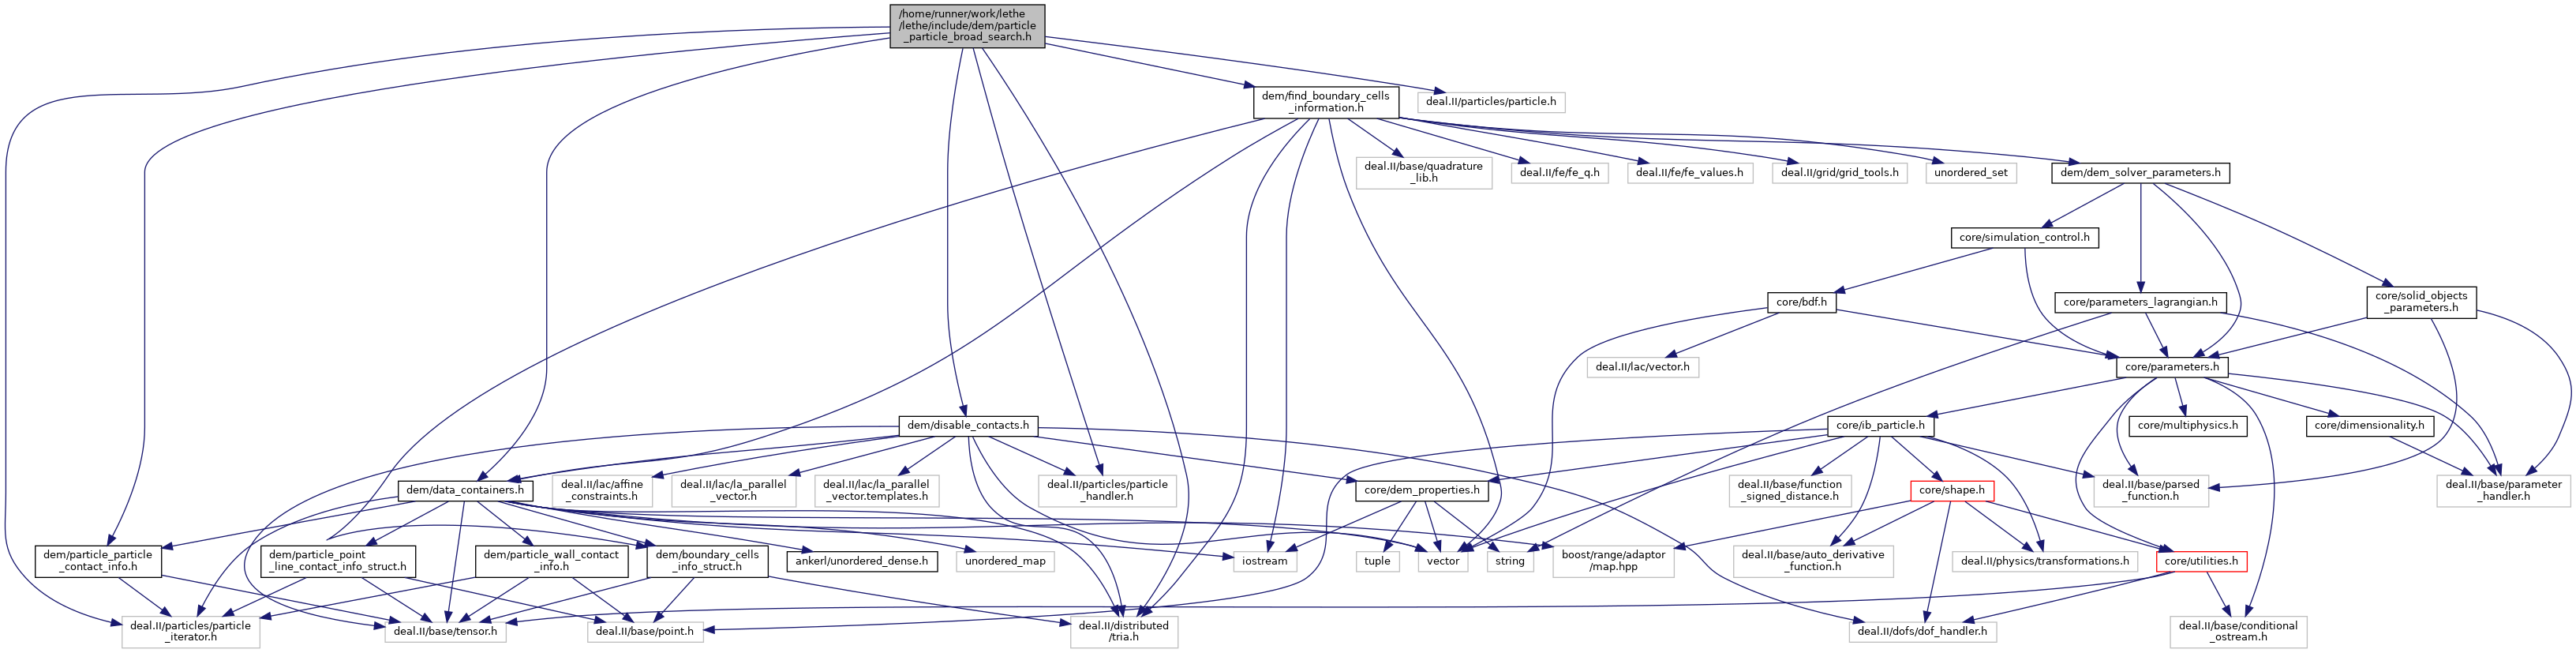 /home/runner/work/lethe
/lethe/include/dem/particle
_particle_broad_search.h
dem/find_boundary_cells
_information.h
deal.II/particles/particle.h
deal.II/base/quadrature
_lib.h
deal.II/fe/fe_q.h
deal.II/fe/fe_values.h
deal.II/grid/grid_tools.h
unordered_set
dem/dem_solver_parameters.h
core/simulation_control.h
core/bdf.h
core/parameters_lagrangian.h
core/solid_objects
_parameters.h
deal.II/lac/vector.h
core/parameters.h
dem/disable_contacts.h
core/ib_particle.h
core/multiphysics.h
core/dimensionality.h
dem/data_containers.h
deal.II/lac/affine
_constraints.h
deal.II/lac/la_parallel
_vector.h
deal.II/lac/la_parallel
_vector.templates.h
deal.II/particles/particle
_handler.h
core/dem_properties.h
deal.II/base/function
_signed_distance.h
core/shape.h
deal.II/base/parsed
_function.h
deal.II/base/parameter
_handler.h
dem/particle_particle
_contact_info.h
dem/particle_point
_line_contact_info_struct.h
dem/particle_wall_contact
_info.h
dem/boundary_cells
_info_struct.h
ankerl/unordered_dense.h
unordered_map
iostream
tuple
vector
string
boost/range/adaptor
/map.hpp
deal.II/base/auto_derivative
_function.h
deal.II/physics/transformations.h
core/utilities.h
deal.II/particles/particle
_iterator.h
deal.II/base/tensor.h
deal.II/base/point.h
deal.II/distributed
/tria.h
deal.II/dofs/dof_handler.h
deal.II/base/conditional
_ostream.h